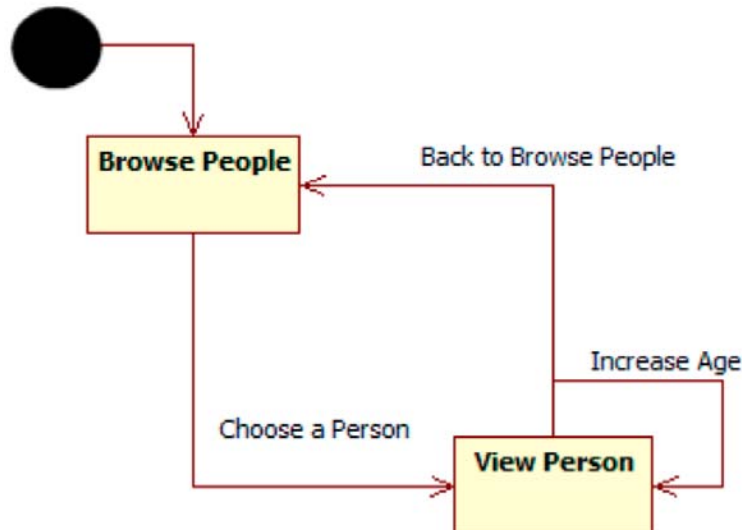 Browse People
Back to Browse People
Increase Age
Choose a Person
View Person